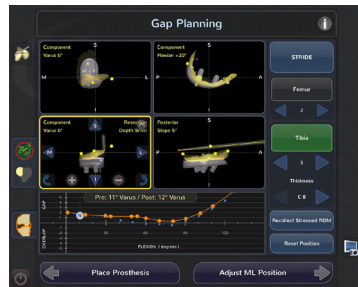 Gap Planning
Component
Varus 0°
S
M
L
I
Component
Flexion +20°
S
P
A
I
STRIDE
Femur
2
Component
Varus 0°
Resection
S
M
L
I
Posterior
Slope 5°
S
P
A
I
Tibia
5
Thickness
Pre: 11° Varus / Post: 12° Varus
GAP
OVERLAP
FLEXION (degrees)
Recollect Stressed ROM
Reset Position
Place Prosthesis
Adjust ML Position